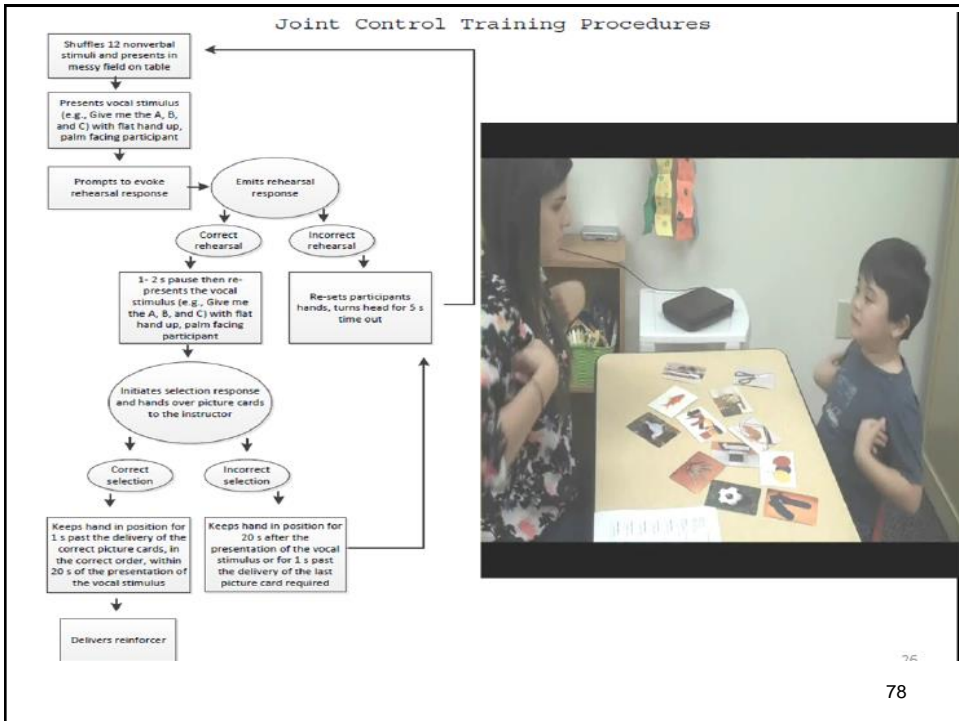 Joint Control Training Procedures
Shuffles 12 nonverbal
stimuli and presents in
messy field on table
Presents vocal stimulus
(e.g., Give me the A, B,
and C) with flat hand up,
palm facing participant
Prompts to evoke
rehearsal response
Emits rehearsal
response
Correct
rehearsal
Incorrect
rehearsal
1- 2 s pause then re-
presents the vocal
stimulus (e.g., Give me
the A, B, and C) with flat
hand up, palm facing
participant
Re-sets participants
hands, turns head for 5 s
time out
Initiates selection response
and hands over picture cards
to the instructor
Correct
selection
Incorrect
selection
Keeps hand in position for
1 s past the delivery of the
correct picture cards, in
the correct order, within
20 s of the presentation of
the vocal stimulus
Keeps hand in position for
20 s after the
presentation of the vocal
stimulus or for 1 s past
the delivery of the last
picture card required
Delivers reinforcer
78